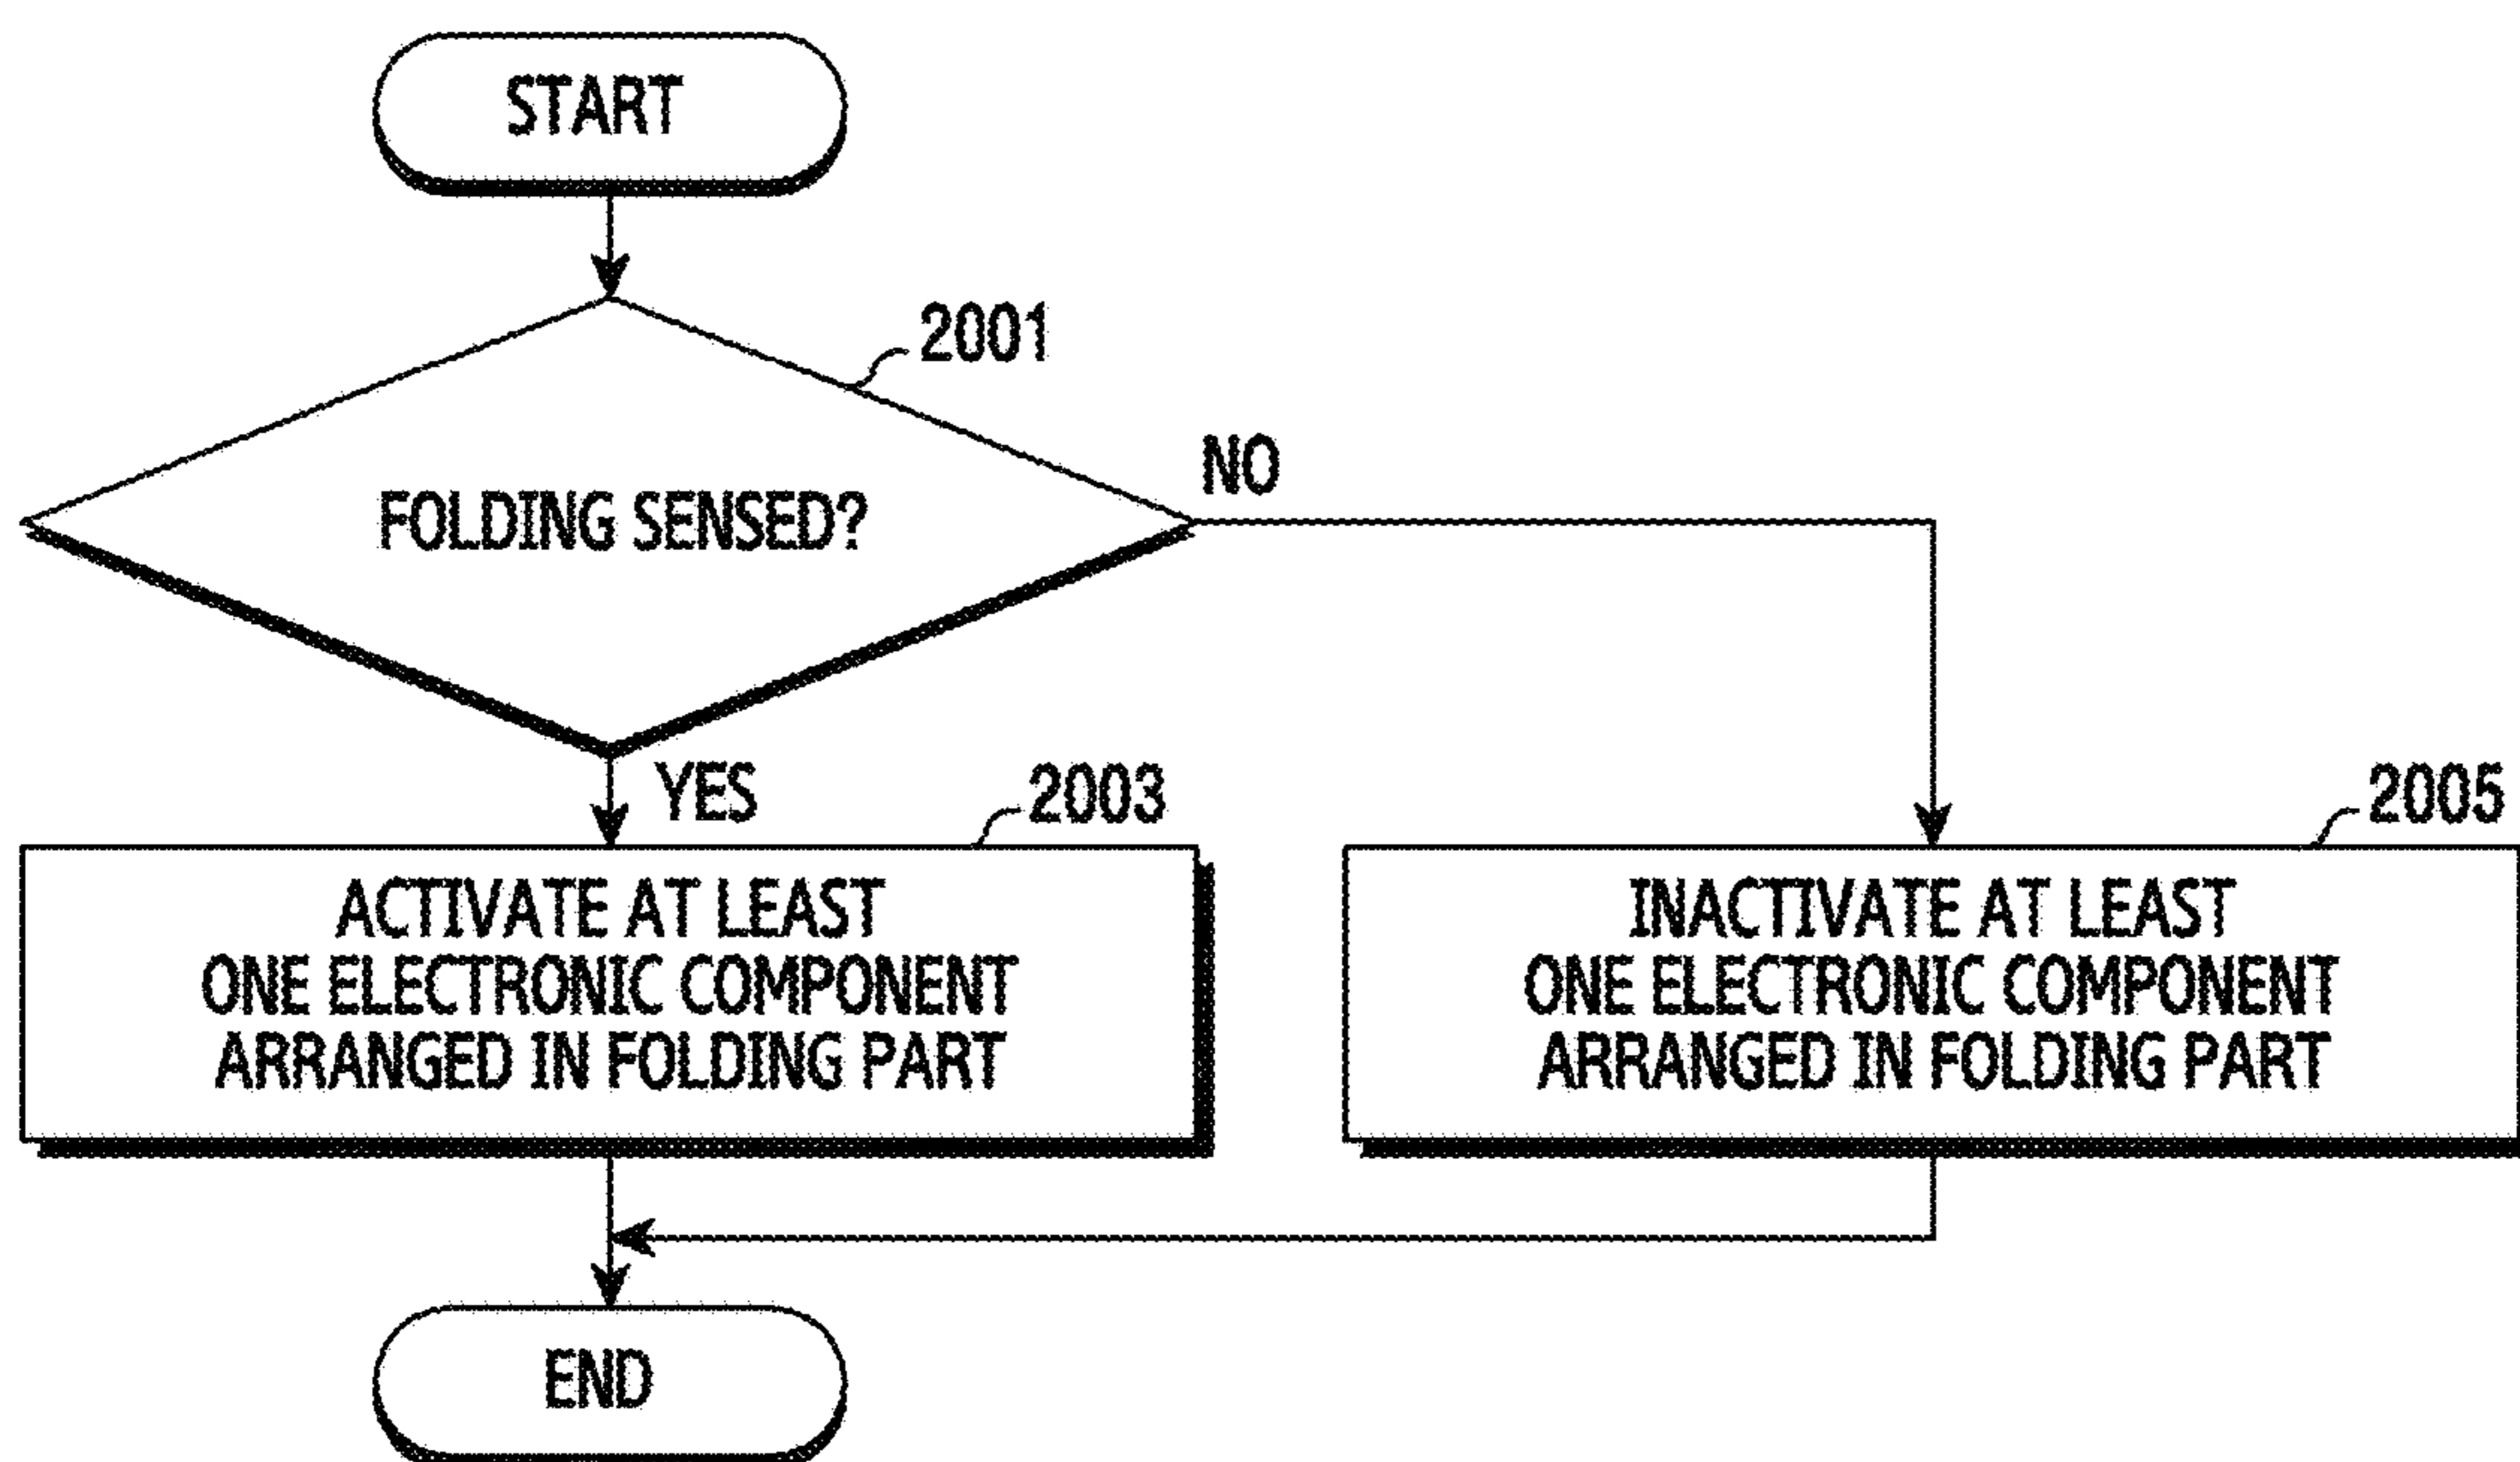 START
2001
FOLDING SENSED?
NO
YES
2003
ACTIVATE AT LEAST
ONE ELECTRONIC COMPONENT
ARRANGED IN FOLDING PART
2005
INACTIVATE AT LEAST
ONE ELECTRONIC COMPONENT
ARRANGED IN FOLDING PART
END